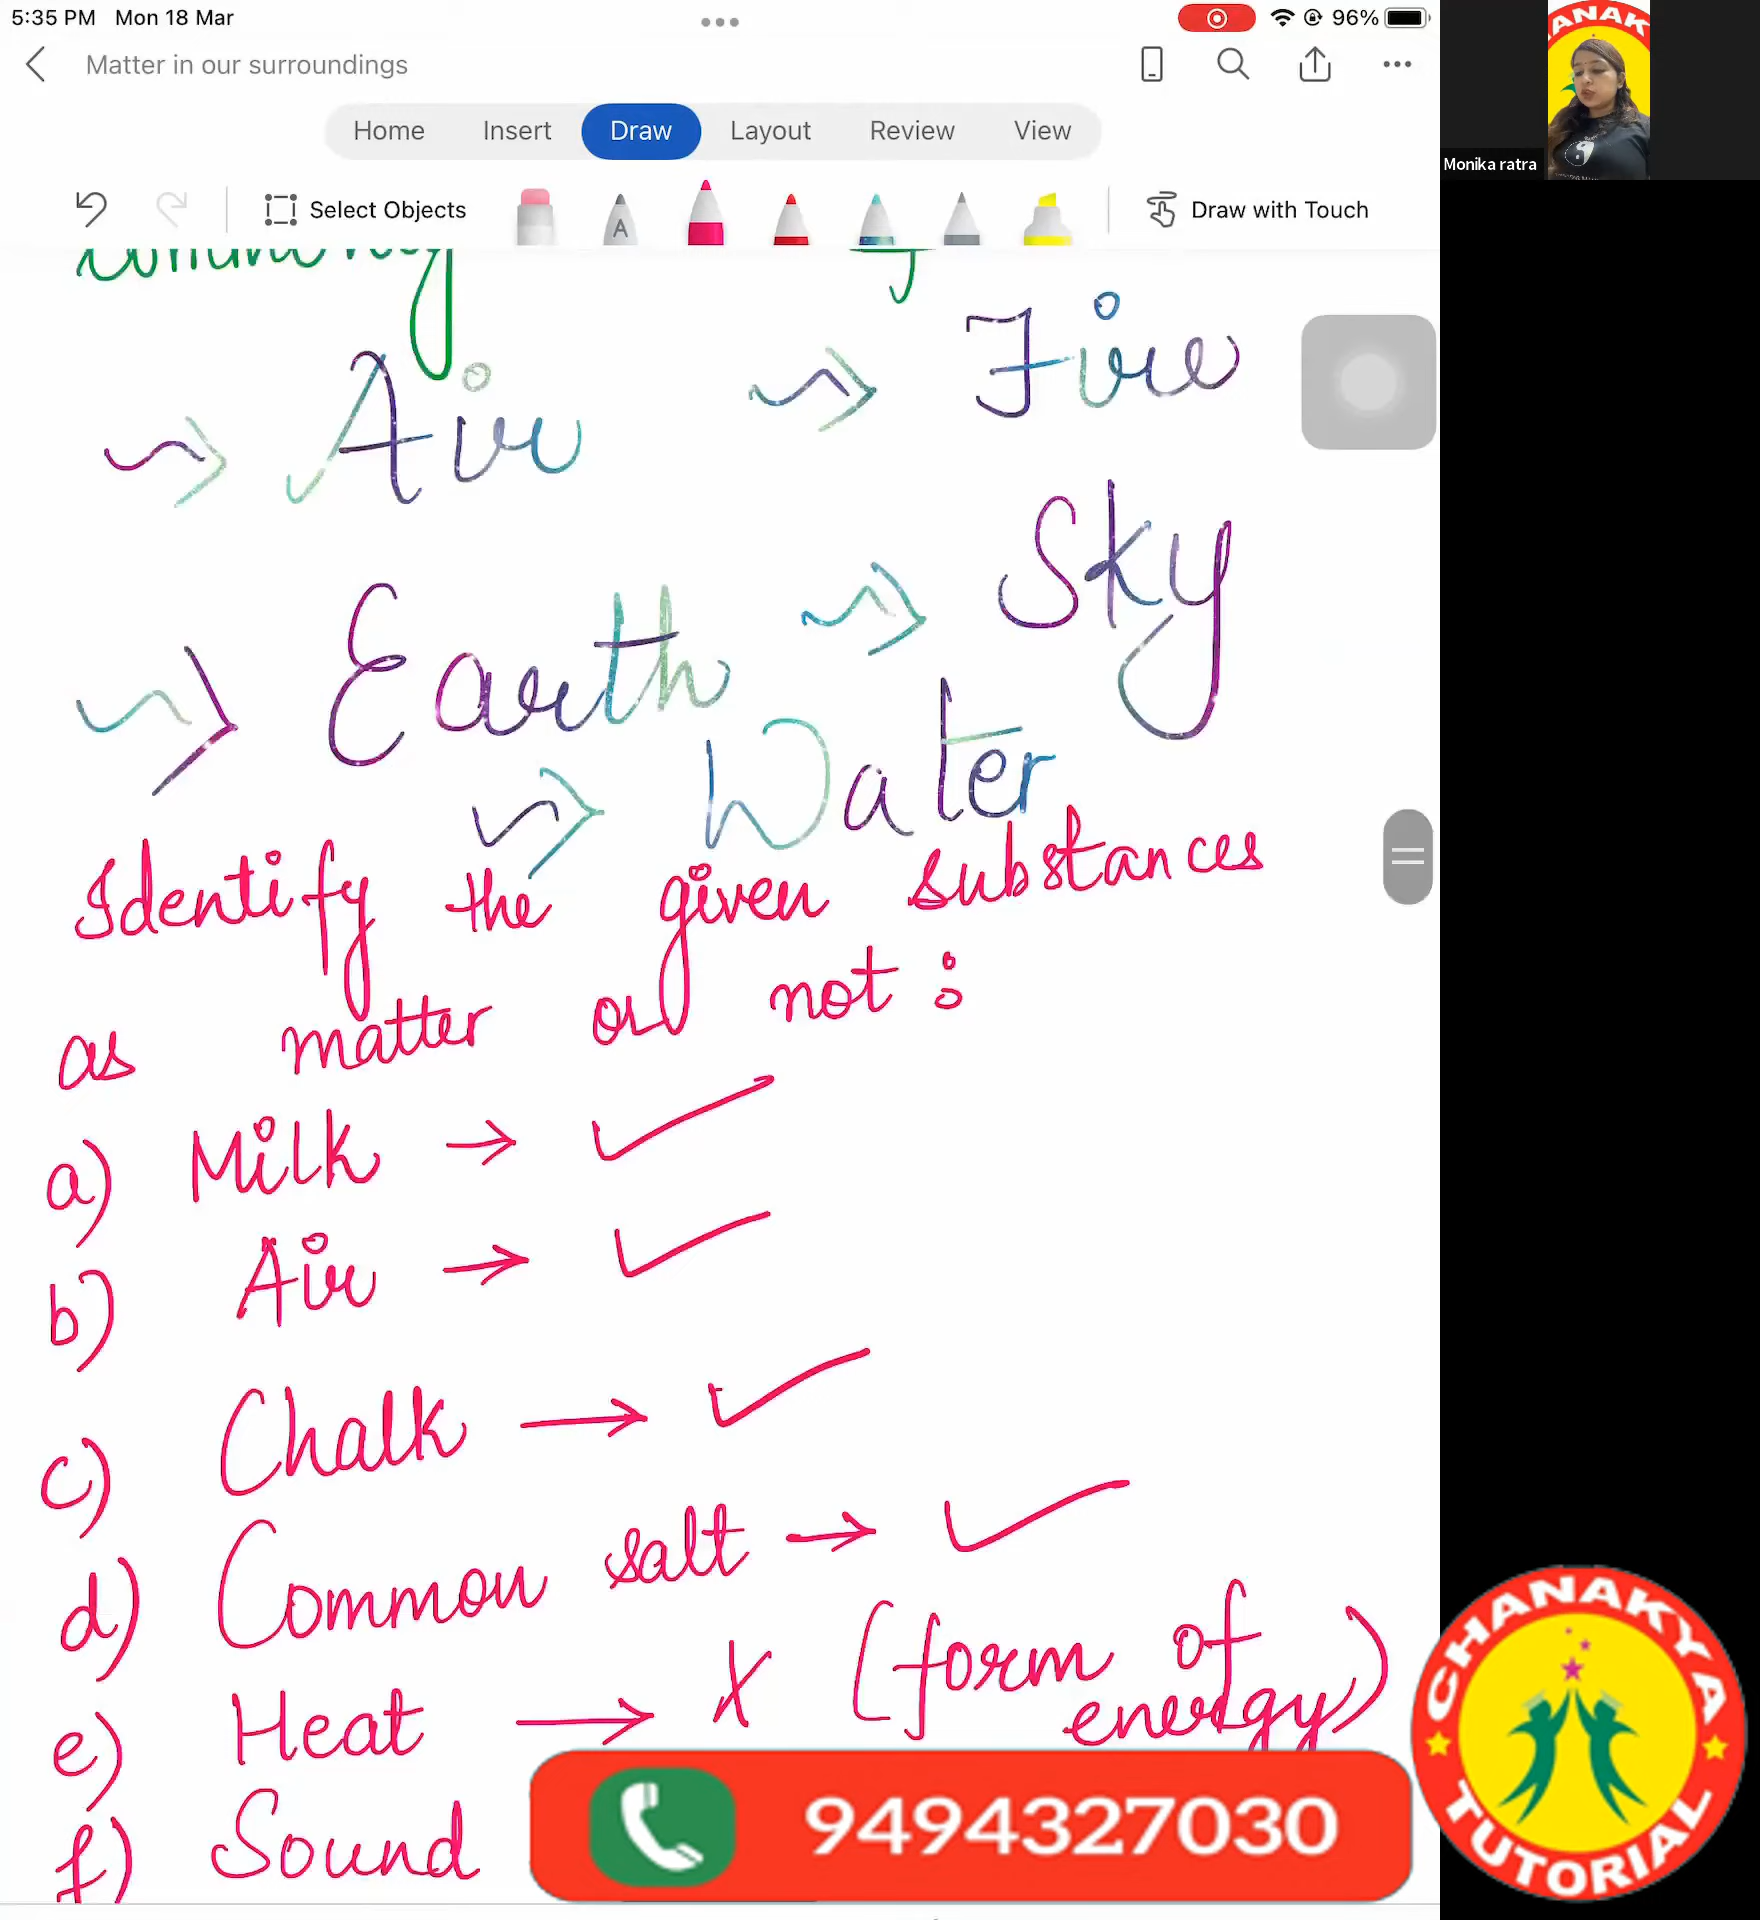 5:35 PM Mon 18 Mar
96%
Matter in our surroundings
Home Insert Draw Layout Review View
Select Objects
A
Draw with Touch
Air
Fire
Sky
Earth
Water
Identify the given substances
as matter or not :
a) Milk → ✓
b) Air → ✓
c) Chalk → ✓
d) Common salt → ✓
e) Heat → X (form of
energy)
f) Sound
9494327030
Monika ratra
ANAK
CHANAKYA
TUTORIAL